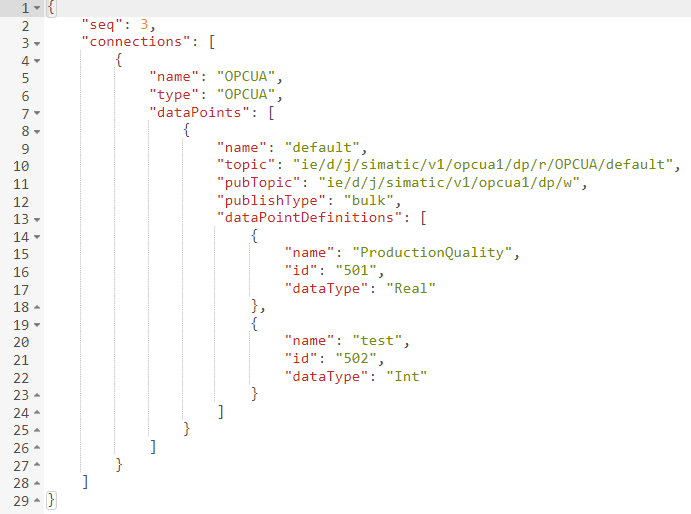 1 {
2     "seq": 3,
3     "connections": [
4         {
5             "name": "OPCUA",
6             "type": "OPCUA",
7             "dataPoints": [
8                 {
9                     "name": "default",
10                     "topic": "ie/d/j/simatic/v1/opcua1/dp/r/OPCUA/default",
11                     "pubTopic": "ie/d/j/simatic/v1/opcua1/dp/w",
12                     "publishType": "bulk",
13                     "dataPointDefinitions": [
14                         {
15                             "name": "ProductionQuality",
16                             "id": "501",
17                             "dataType": "Real"
18                         },
19                         {
20                             "name": "test",
21                             "id": "502",
22                             "dataType": "Int"
23                         }
24                     ]
25                 }
26             ]
27         }
28     ]
29 }